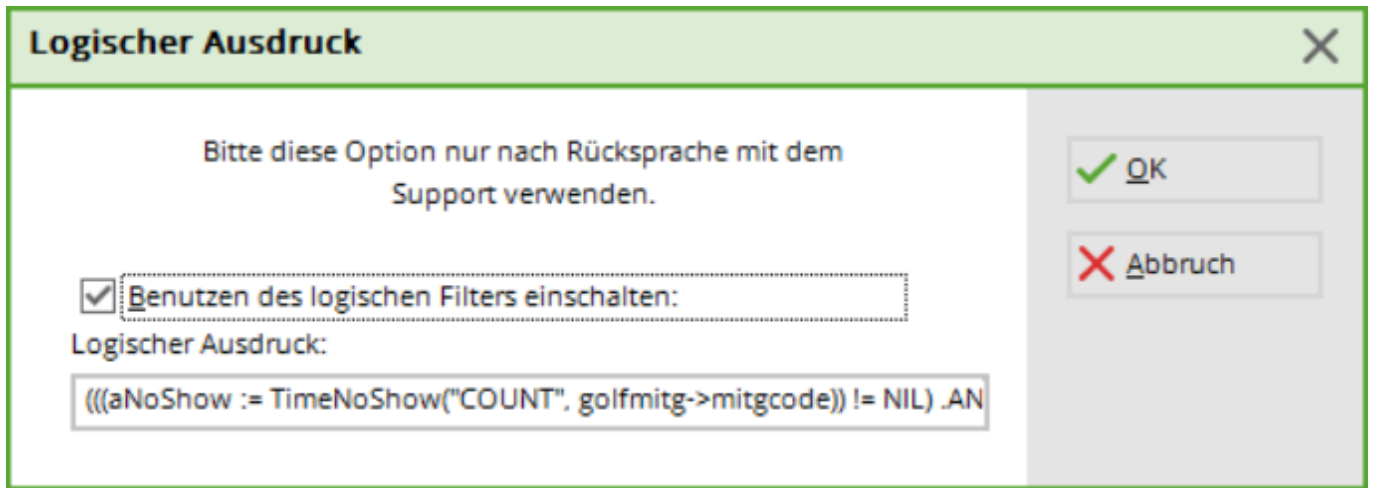 Logischer Ausdruck
Bitte diese Option nur nach Rücksprache mit dem
Support verwenden.
OK
Abbruch
Benutzen des logischen Filters einschalten:
Logischer Ausdruck:
(((aNoShow := TimeNoShow("COUNT", golfmitg->mitgcode)) != NIL) .AN